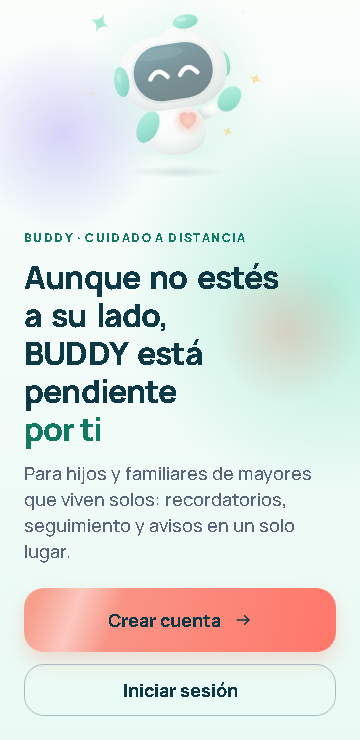 BUDDY · CUIDADO A DISTANCIA
Aunque no estés
a su lado,
BUDDY está
pendiente
por ti
Para hijos y familiares de mayores
que viven solos: recordatorios,
seguimiento y avisos en un solo
lugar.
Crear cuenta →
Iniciar sesión